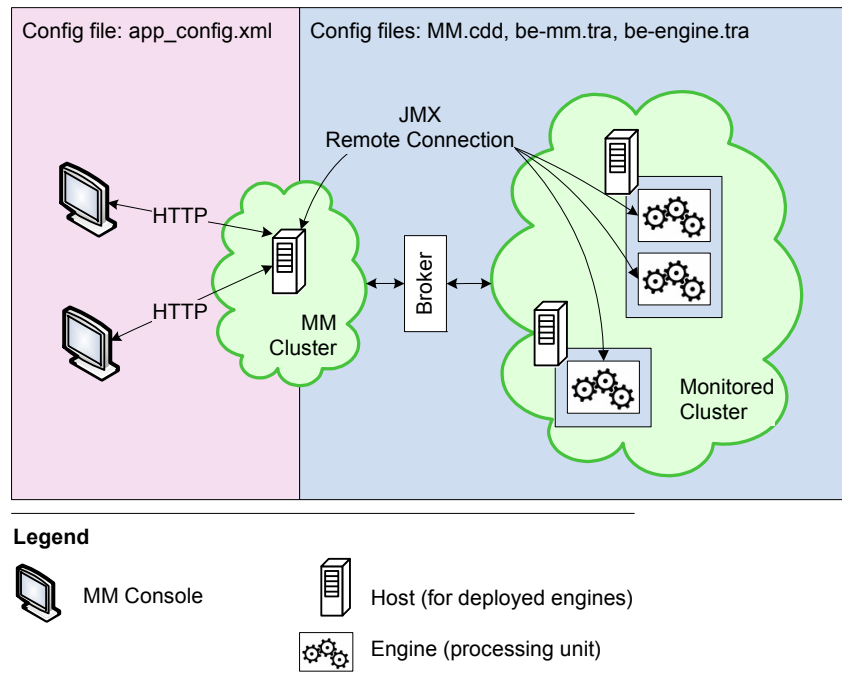 Config file: app_config.xml
Config files: MM.cdd, be-mm.tra, be-engine.tra
JMX
Remote Connection
HTTP
HTTP
MM
Cluster
Broker
Monitored
Cluster
Legend
MM Console
Host (for deployed engines)
Engine (processing unit)